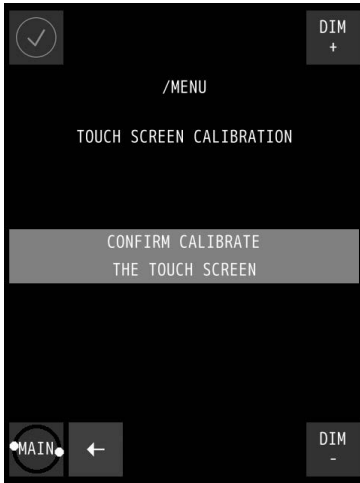 DIM
+
/MENU
TOUCH SCREEN CALIBRATION
CONFIRM CALIBRATE
THE TOUCH SCREEN
MAIN
DIM
-